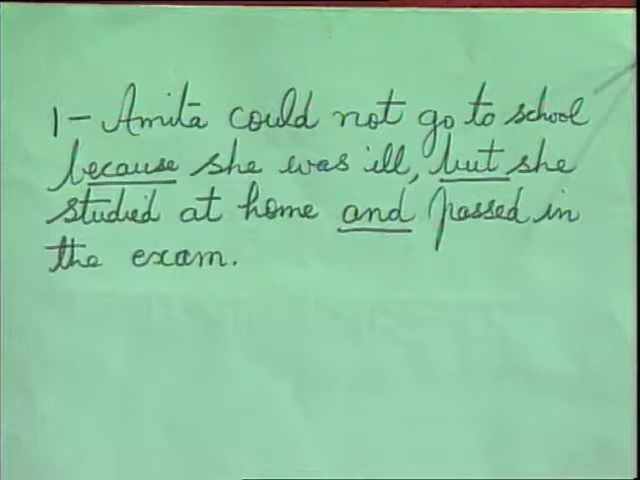 1- Amita could not go to school
because she was ill, but she
studied at home and passed in
the exam.